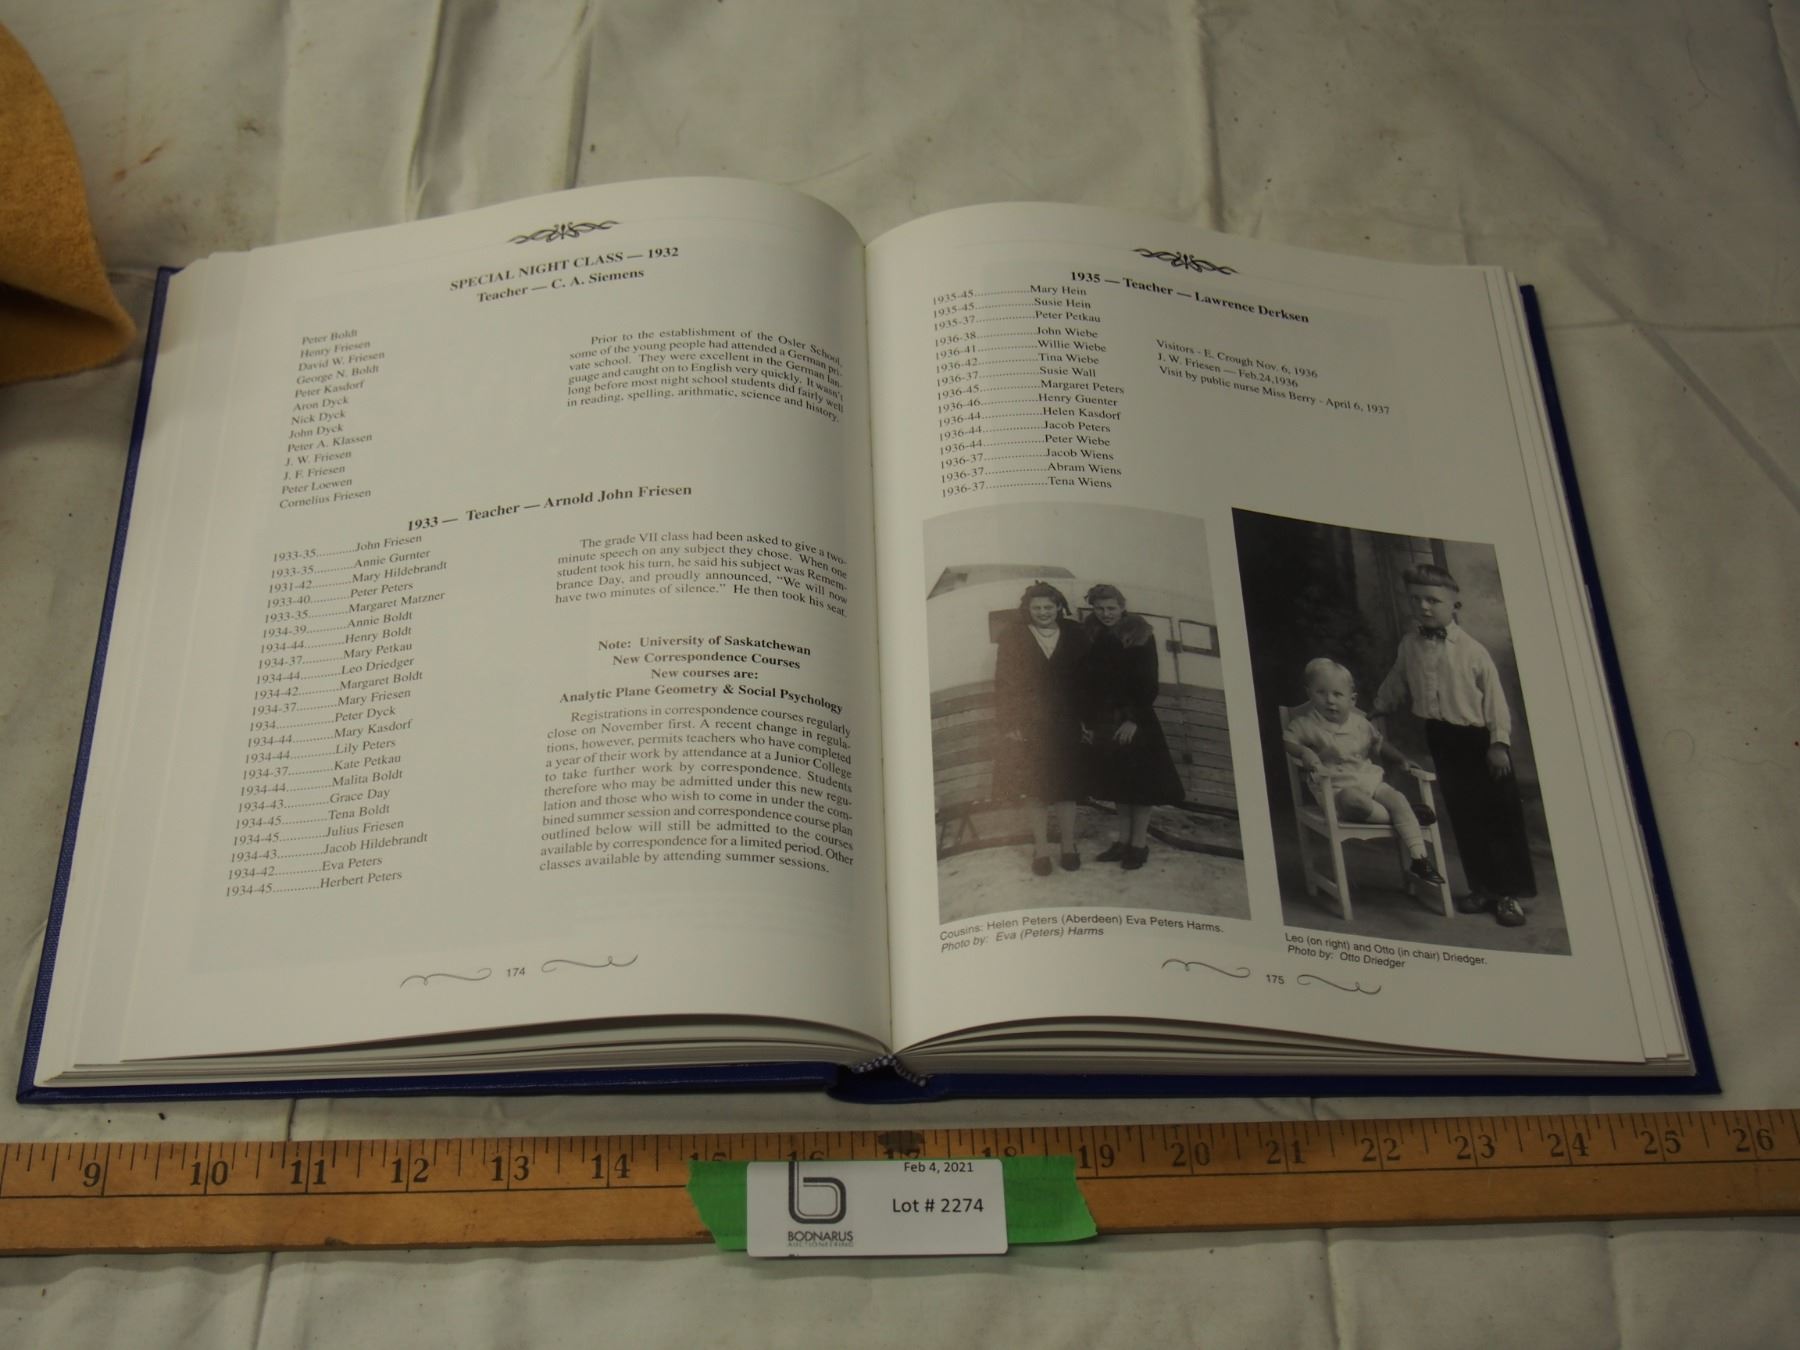 SPECIAL NIGHT CLASS — 1932
Teacher — C. A. Siemens
Peter Boldt
Henry Friesen
David W. Friesen
George N. Boldt
Peter Kasdorf
Aron Dyck
Nick Dyck
John Dyck
Peter A. Klassen
J. W. Friesen
J. F. Friesen
Peter Loewen
Cornelius Friesen
Prior to the establishment of the Osler School,
some of the young people had attended a German pri-
vate school. They were excellent in the German lan-
guage and caught on to English very quickly. It wasn't
long before most night school students did fairly well
in reading, spelling, arithmatic, science and history.
1933 — Teacher — Arnold John Friesen
1933-35...........John Friesen
1933-35...........Annie Gurnter
1931-42...........Mary Hildebrandt
1933-40...........Peter Peters
1933-35...........Margaret Matzner
1934-39...........Annie Boldt
1934-44...........Henry Boldt
1934-37...........Mary Petkau
1934-44...........Leo Driedger
1934-42...........Margaret Boldt
1934-37...........Mary Friesen
1934................Peter Dyck
1934-44...........Mary Kasdorf
1934-44...........Lily Peters
1934-37...........Kate Petkau
1934-44...........Malita Boldt
1934-43...........Grace Day
1934-45...........Tena Boldt
1934-45...........Julius Friesen
1934-43...........Jacob Hildebrandt
1934-42...........Eva Peters
1934-45...........Herbert Peters
The grade VII class had been asked to give a two-
minute speech on any subject they chose. When one
student took his turn, he said his subject was Remem-
brance Day, and proudly announced, "We will now
have two minutes of silence." He then took his seat.
Note: University of Saskatchewan
New Correspondence Courses
New courses are:
Analytic Plane Geometry & Social Psychology
Registrations in correspondence courses regularly
close on November first. A recent change in regula-
tions, however, permits teachers who have completed
a year of their work by attendance at a Junior College
to take further work by correspondence. Students
therefore who may be admitted under this new regu-
lation and those who wish to come in under the com-
bined summer session and correspondence course plan
outlined below will still be admitted to the courses
available by correspondence for a limited period. Other
classes available by attending summer sessions.
174
1935 — Teacher — Lawrence Derksen
1935-45................Mary Hein
1935-45................Susie Hein
1935-37................Peter Petkau
1936-38................John Wiebe
1936-41................Willie Wiebe
1936-42................Tina Wiebe
1936-37................Susie Wall
1936-45................Margaret Peters
1936-46................Henry Guenter
1936-44................Helen Kasdorf
1936-44................Jacob Peters
1936-44................Peter Wiebe
1936-37................Jacob Wiens
1936-37................Abram Wiens
1936-37................Tena Wiens
Visitors - E. Crough Nov. 6, 1936
J. W. Friesen — Feb.24,1936
Visit by public nurse Miss Berry - April 6, 1937
Cousins: Helen Peters (Aberdeen) Eva Peters Harms.
Photo by: Eva (Peters) Harms
Leo (on right) and Otto (in chair) Driedger.
Photo by: Otto Driedger
175
9 10 11 12 13 14 15 16 17 18 19 20 21 22 23 24 25 26
Feb 4, 2021
Lot # 2274
BODNARUS
AUCTIONEERING